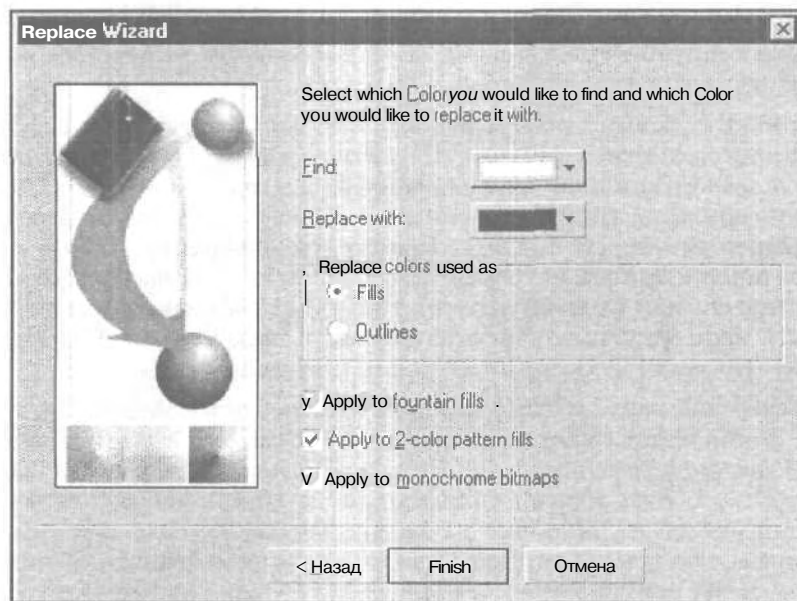 Replace Wizard
Select which Color you would like to find and which Color
you would like to replace it with.
Find:
Replace with:
Replace colors used as
Fills
Outlines
Apply to fountain fills .
Apply to 2-color pattern fills
Apply to monochrome bitmaps
< Назад
Finish
Отмена